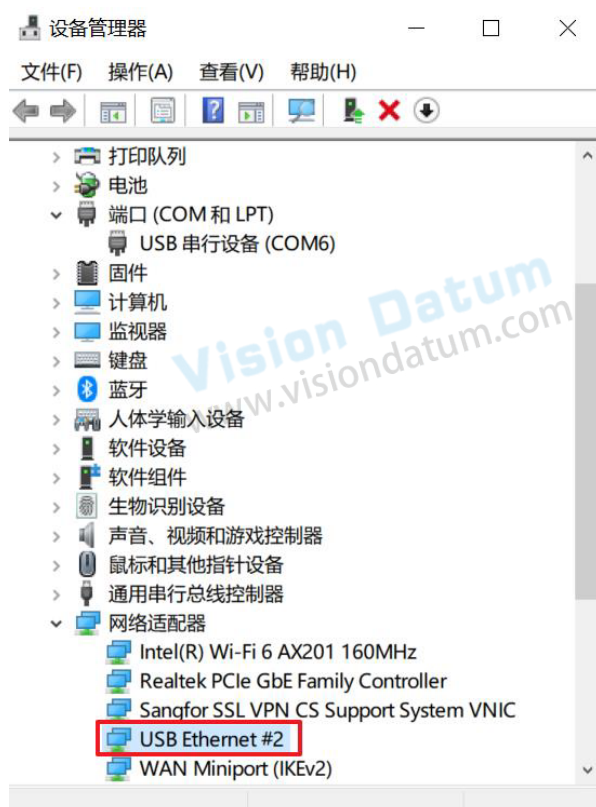 设备管理器
文件(F) 操作(A) 查看(V) 帮助(H)
打印队列
电池
端口 (COM 和 LPT)
USB 串行设备 (COM6)
固件
计算机
监视器
键盘
蓝牙
人体学输入设备
软件设备
软件组件
生物识别设备
声音、视频和游戏控制器
鼠标和其他指针设备
通用串行总线控制器
网络适配器
Intel(R) Wi-Fi 6 AX201 160MHz
Realtek PCIe GbE Family Controller
Sangfor SSL VPN CS Support System VNIC
USB Ethernet #2
WAN Miniport (IKEv2)
Vision Datum
www.visiondatum.com